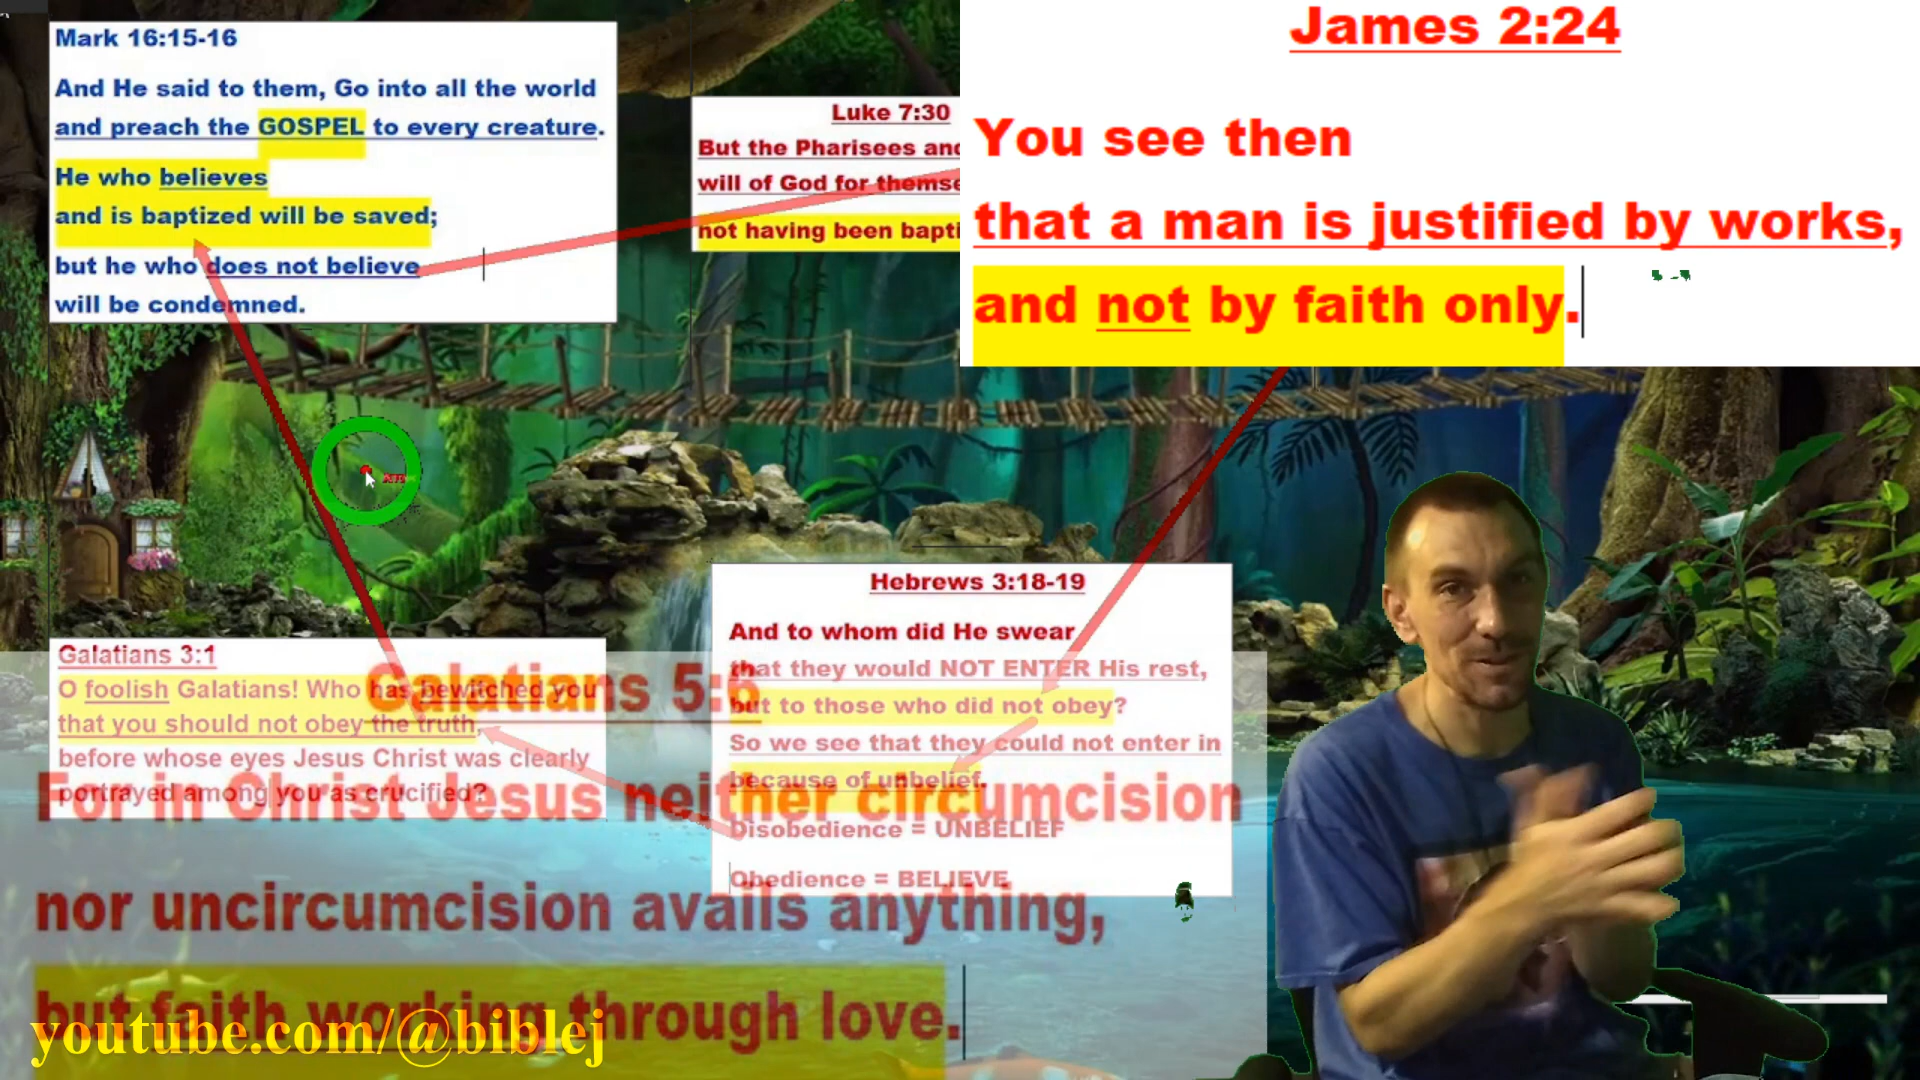 Mark 16:15-16
And He said to them, Go into all the world
and preach the GOSPEL to every creature.
He who believes
and is baptized will be saved;
but he who does not believe
will be condemned.
Luke 7:30
But the Pharisees and
will of God for
not having been
James 2:24
You see then
that a man is justified by works,
and not by faith only.
Hebrews 3:18-19
And to whom did He swear
that they would NOT ENTER His rest,
but to those who did not obey?
So we see that they could not enter in
because of unbelief.
Disobedience = UNBELIEF
Obedience = BELIEVE
Galatians 3:1
O foolish Galatians! Who has bewitched you
that you should not obey the truth,
before whose eyes Jesus Christ was clearly
portrayed among you as crucified?
Galatians 5:6
For in Christ Jesus neither circumcision
nor uncircumcision avails anything,
but faith working through love.
youtube.com/@biblej